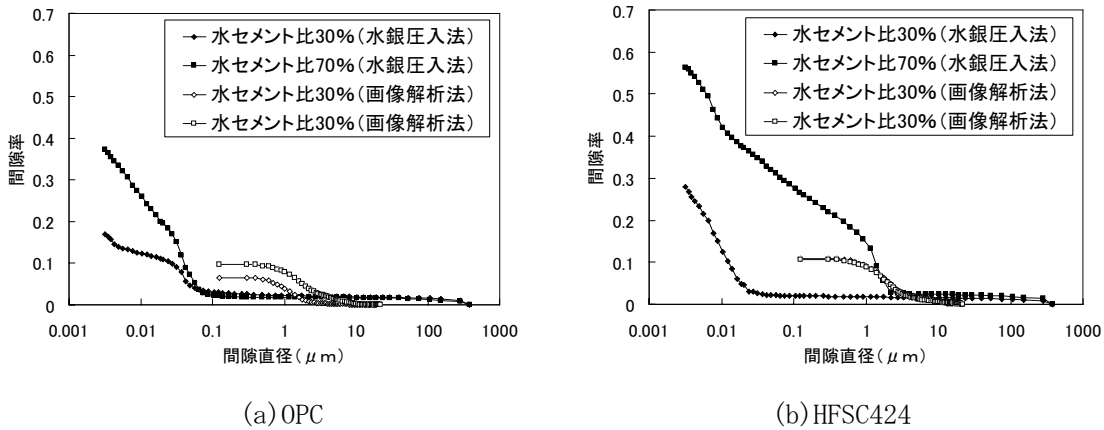 0.7
0.6
0.5
0.4
0.3
0.2
0.1
0
間隙率
水セメント比30%(水銀圧入法)
水セメント比70%(水銀圧入法)
水セメント比30%(画像解析法)
水セメント比30%(画像解析法)
0.001 0.01 0.1 1 10 100 1000
間隙直径(μm)
(a)OPC
0.7
0.6
0.5
0.4
0.3
0.2
0.1
0
間隙率
水セメント比30%(水銀圧入法)
水セメント比70%(水銀圧入法)
水セメント比30%(画像解析法)
水セメント比30%(画像解析法)
0.001 0.01 0.1 1 10 100 1000
間隙直径(μm)
(b)HFSC424